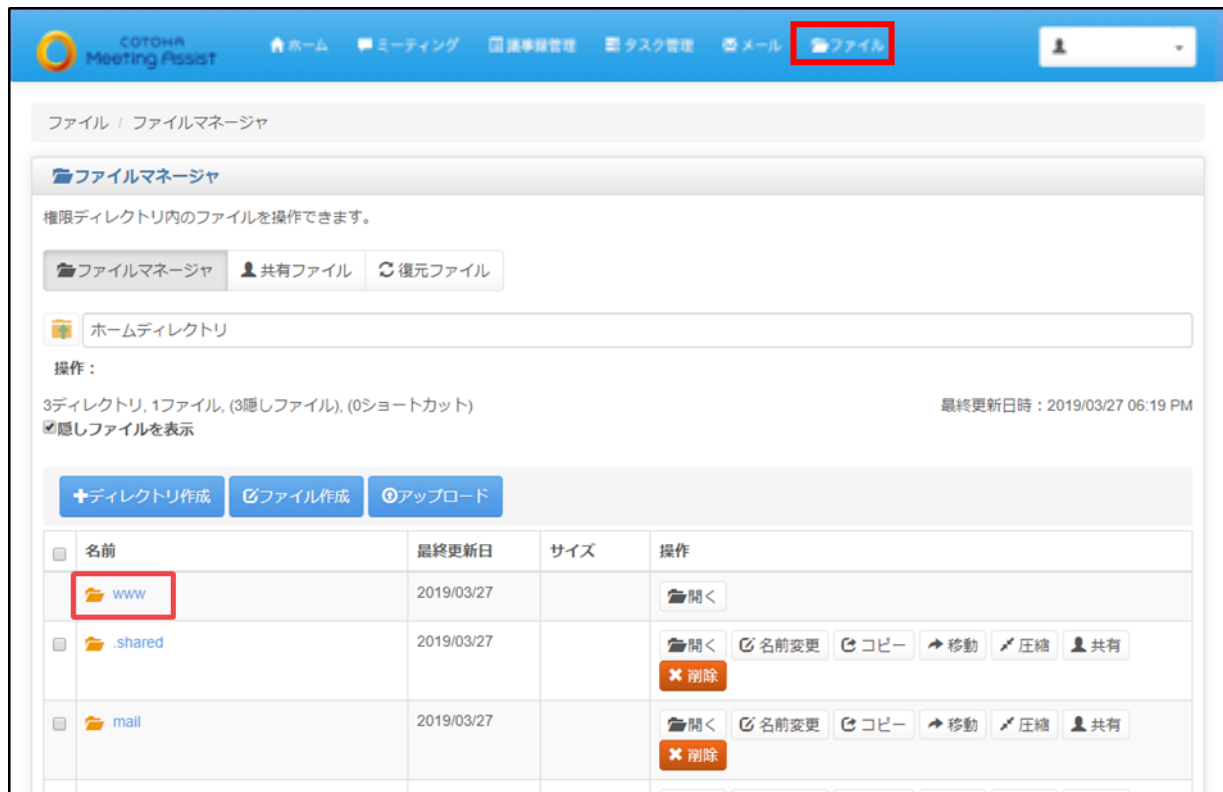 COTOHA
Meeting Assist
ホーム ミーティング 議事録管理 タスク管理 メール ファイル
ファイル / ファイルマネージャ
ファイルマネージャ
権限ディレクトリ内のファイルを操作できます。
ファイルマネージャ 共有ファイル 復元ファイル
ホームディレクトリ
操作：
3ディレクトリ, 1ファイル, (3隠しファイル), (0ショートカット) 最終更新日時：2019/03/27 06:19 PM
隠しファイルを表示
ディレクトリ作成 ファイル作成 アップロード
名前 最終更新日 サイズ 操作
www 2019/03/27 開く
.shared 2019/03/27 開く 名前変更 コピー 移動 圧縮 共有
削除
mail 2019/03/27 開く 名前変更 コピー 移動 圧縮 共有
削除